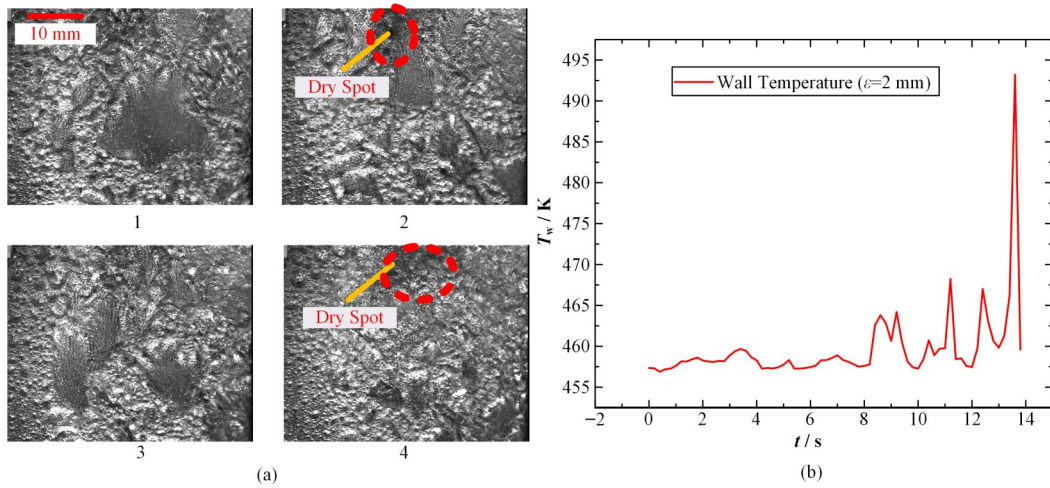 10 mm
Dry Spot
1
2
Dry Spot
3
4
(a)
Wall Temperature (ε=2 mm)
T_w / K
495
490
485
480
475
470
465
460
455
−2
0
2
4
6
8
10
12
14
t / s
(b)